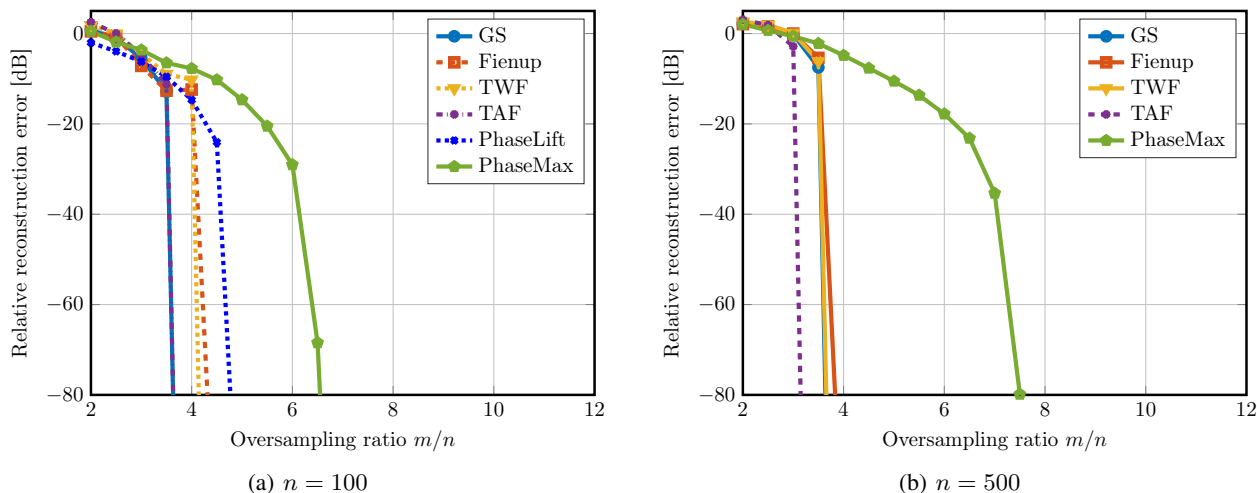 Relative reconstruction error [dB]
0
−20
−40
−60
−80
2
4
6
8
10
12
Oversampling ratio m/n
GS
Fienup
TWF
TAF
PhaseLift
PhaseMax
(a) n = 100
Relative reconstruction error [dB]
0
−20
−40
−60
−80
2
4
6
8
10
12
Oversampling ratio m/n
GS
Fienup
TWF
TAF
PhaseMax
(b) n = 500